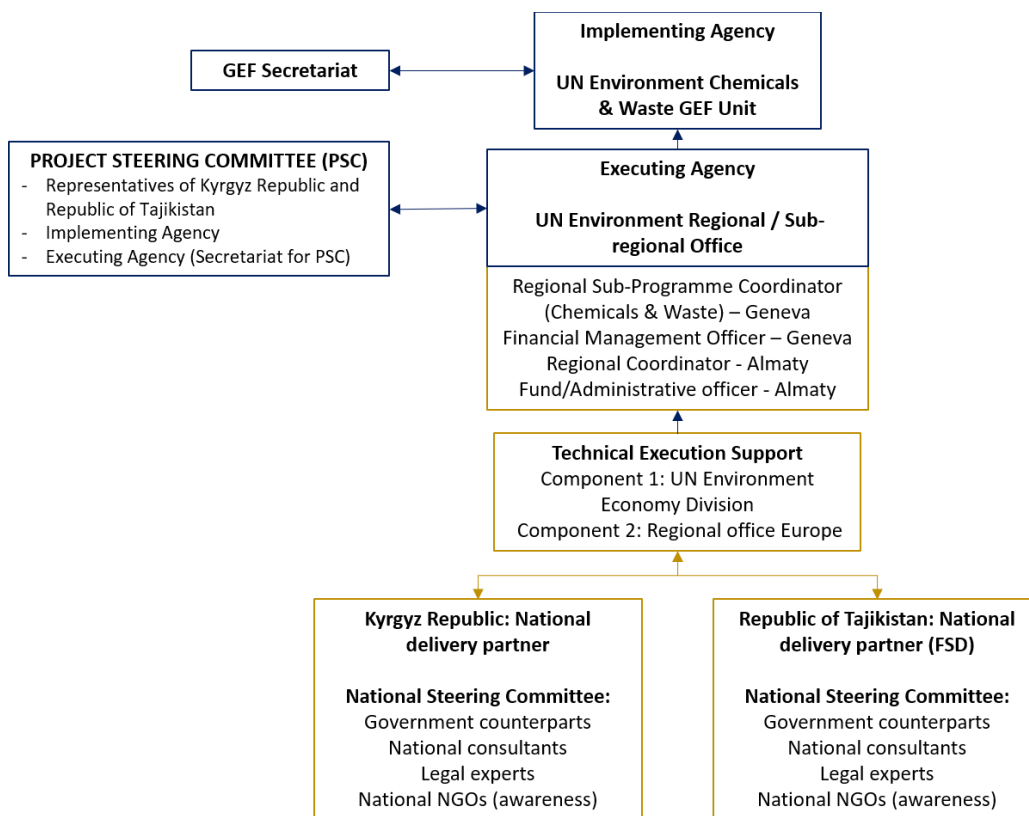 Implementing Agency
UN Environment Chemicals
& Waste GEF Unit
GEF Secretariat
PROJECT STEERING COMMITTEE (PSC)
- Representatives of Kyrgyz Republic and
Republic of Tajikistan
- Implementing Agency
- Executing Agency (Secretariat for PSC)
Executing Agency
UN Environment Regional / Sub-
regional Office
Regional Sub-Programme Coordinator
(Chemicals & Waste) – Geneva
Financial Management Officer – Geneva
Regional Coordinator - Almaty
Fund/Administrative officer - Almaty
Technical Execution Support
Component 1: UN Environment
Economy Division
Component 2: Regional office Europe
Kyrgyz Republic: National
delivery partner
National Steering Committee:
Government counterparts
National consultants
Legal experts
National NGOs (awareness)
Republic of Tajikistan: National
delivery partner (FSD)
National Steering Committee:
Government counterparts
National consultants
Legal experts
National NGOs (awareness)